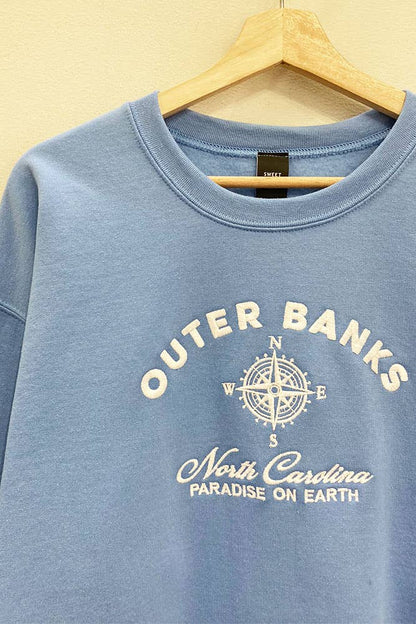 SWEET
OUTER BANKS
N
W E
S
North Carolina
PARADISE ON EARTH